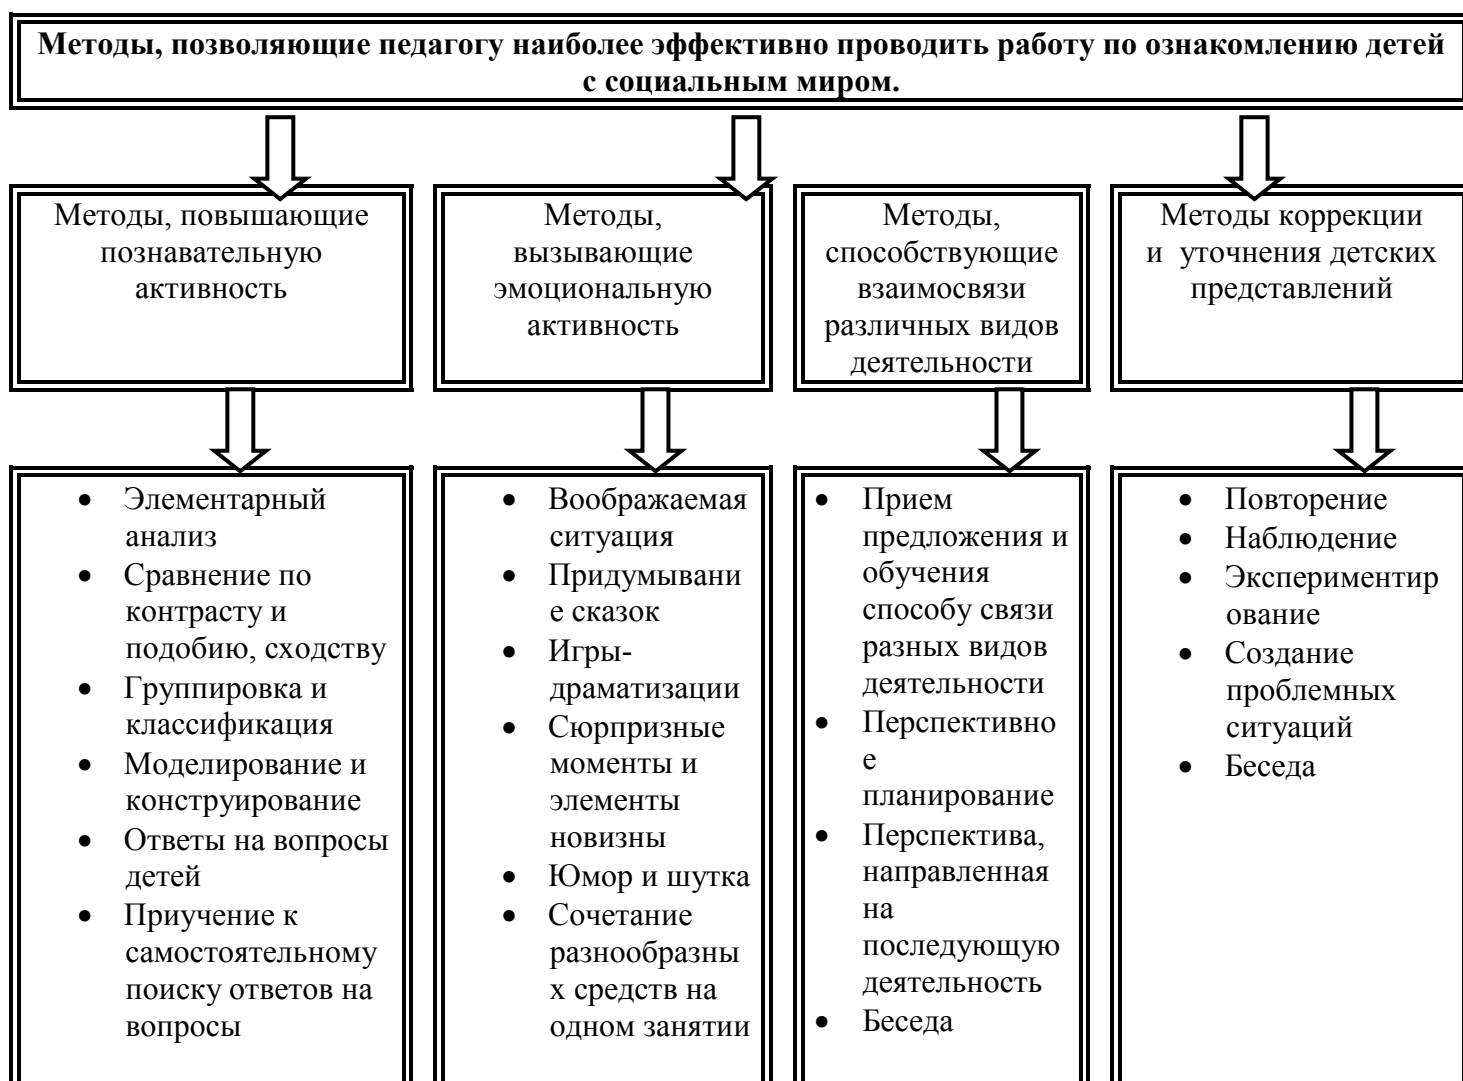 Методы, позволяющие педагогу наиболее эффективно проводить работу по ознакомлению детей
с социальным миром.
Методы, повышающие
познавательную
активность
Методы,
вызывающие
эмоциональную
активность
Методы,
способствующие
взаимосвязи
различных видов
деятельности
Методы коррекции
и уточнения детских
представлений
• Элементарный
анализ
• Сравнение по
контрасту и
подобию, сходству
• Группировка и
классификация
• Моделирование и
конструирование
• Ответы на вопросы
детей
• Приучение к
самостоятельному
поиску ответов на
вопросы
• Воображаемая
ситуация
• Придумывани
е сказок
• Игры-
драматизации
• Сюрпризные
моменты и
элементы
новизны
• Юмор и шутка
• Сочетание
разнообразны
х средств на
одном занятии
• Прием
предложения и
обучения
способу связи
разных видов
деятельности
• Перспективно
е
планирование
• Перспектива,
направленная
на
последующую
деятельность
• Беседа
• Повторение
• Наблюдение
• Экспериментир
ование
• Создание
проблемных
ситуаций
• Беседа